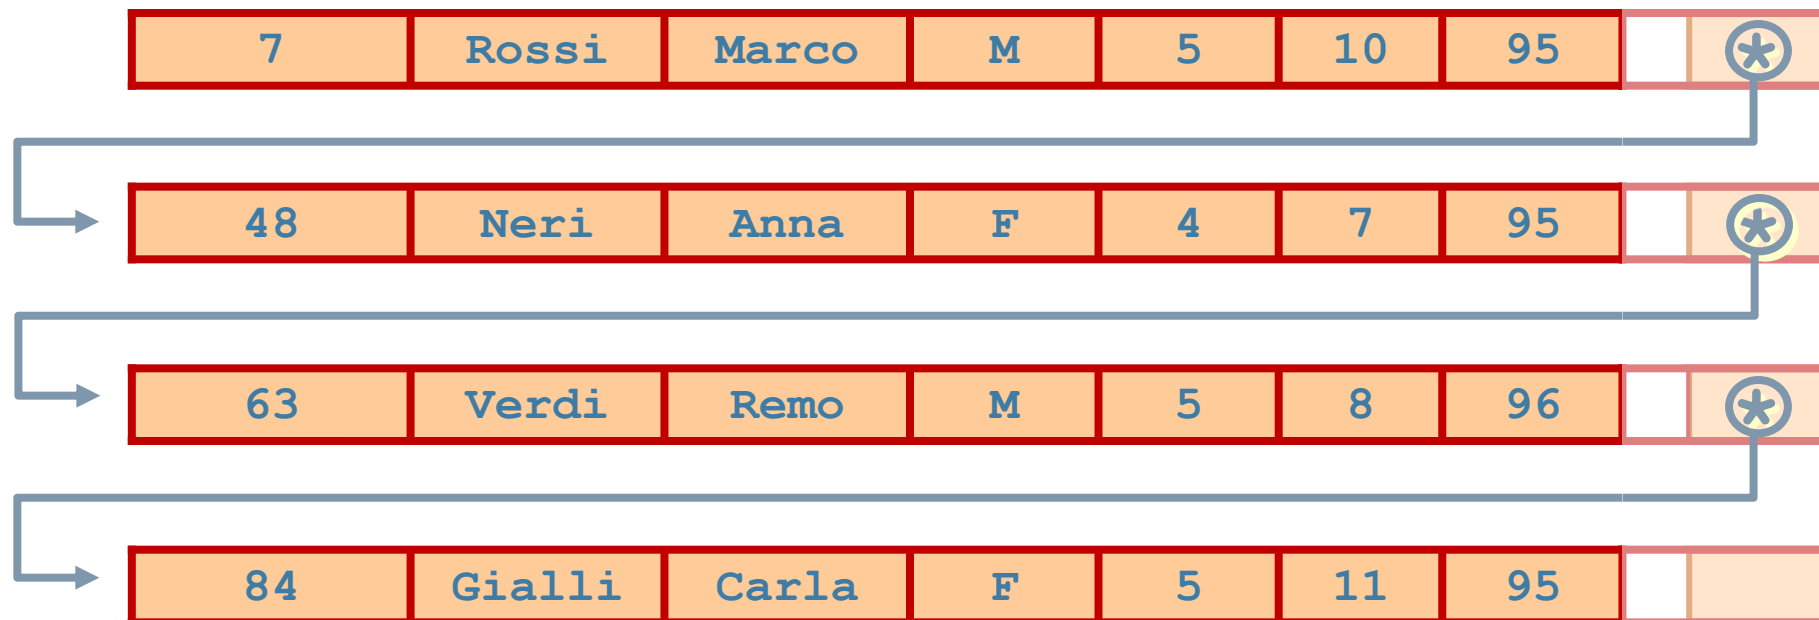 7 Rossi Marco M 5 10 95 *
48 Neri Anna F 4 7 95 *
63 Verdi Remo M 5 8 96 *
84 Gialli Carla F 5 11 95